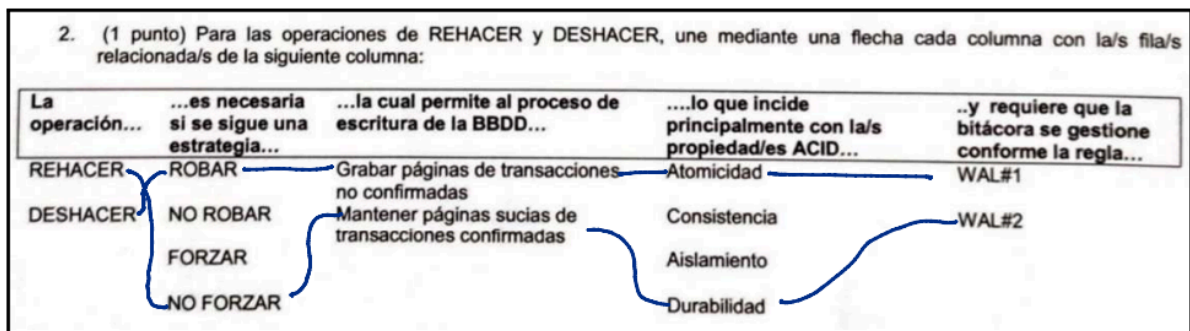 2. (1 punto) Para las operaciones de REHACER y DESHACER, une mediante una flecha cada columna con la/s fila/s
relacionada/s de la siguiente columna:
La operación... ...es necesaria si se sigue una estrategia... ...la cual permite al proceso de escritura de la BBDD... ....lo que incide principalmente con la/s propiedad/es ACID... ..y requiere que la bitácora se gestione conforme la regla...
REHACER ROBAR Grabar páginas de transacciones no confirmadas Atomicidad WAL#1
DESHACER NO ROBAR Mantener páginas sucias de transacciones confirmadas Consistencia WAL#2
FORZAR Aislamiento
NO FORZAR Durabilidad